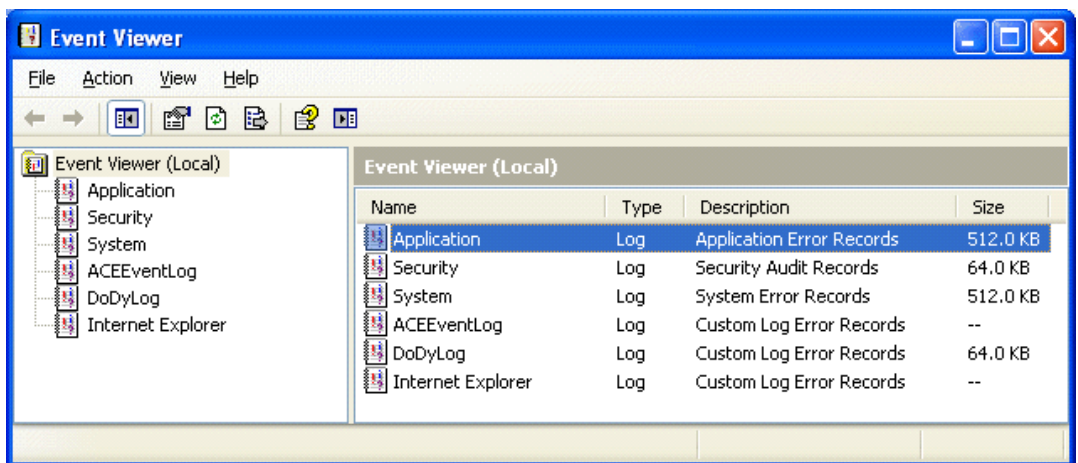 Event Viewer
File Action View Help
Event Viewer (Local)
Application
Security
System
ACEEventLog
DoDyLog
Internet Explorer
Event Viewer (Local)
Name Type Description Size
Application Log Application Error Records 512.0 KB
Security Log Security Audit Records 64.0 KB
System Log System Error Records 512.0 KB
ACEEventLog Log Custom Log Error Records --
DoDyLog Log Custom Log Error Records 64.0 KB
Internet Explorer Log Custom Log Error Records --